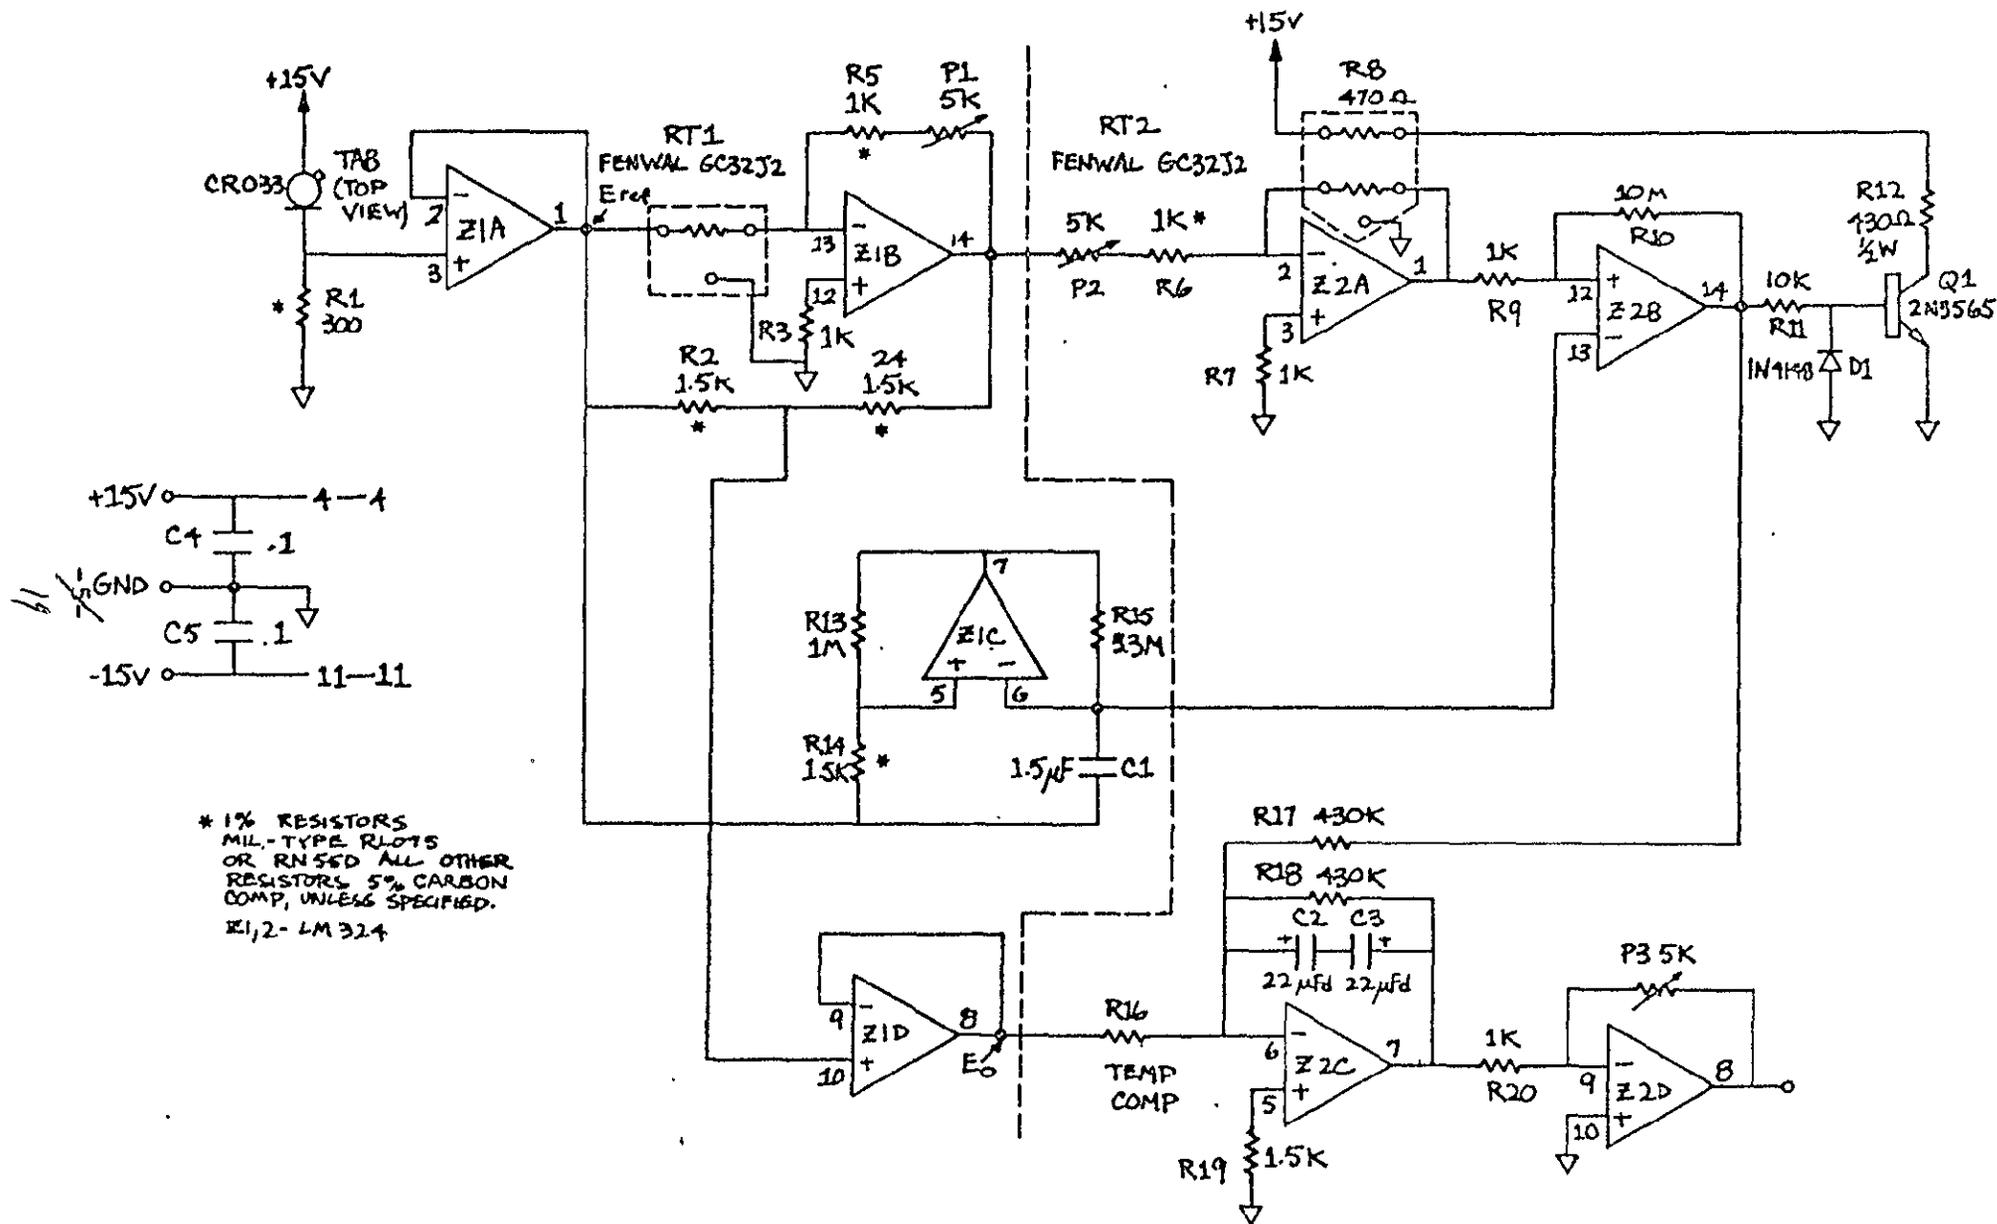 +15V
CR033
TAB
(TOP
VIEW)
* R1
300
2
3
Z1A
1
Eref
RT1
FENWAL GC32J2
R5
1K
*
P1
5K
13
12
Z1B
14
R3
1K
R2
1.5K
*
24
1.5K
*
RT2
FENWAL GC32J2
5K
P2
1K*
R6
+15V
R8
470Ω
2
3
Z2A
1
R7
1K
1K
R9
10M
R10
12
13
Z2B
14
10K
R11
1N4148
D1
R12
430Ω
½W
Q1
2N3565
+15V
4-4
C4
.1
GND
C5
.1
-15V
11-11
R13
1M
Z1C
7
5
6
R15
R14
15K
*
1.5μF
C1
* 1% RESISTORS
MIL.-TYPE RL07S
OR RN55D ALL OTHER
RESISTORS 5% CARBON
COMP, UNLESS SPECIFIED.
Z1,2- LM324
9
10
Z1D
8
Eo
R16
TEMP
COMP
R17 430K
R18 430K
C2
C3
22μFd
22μFd
6
5
Z2C
7
R19
1.5K
1K
R20
P3 5K
9
10
Z2D
8